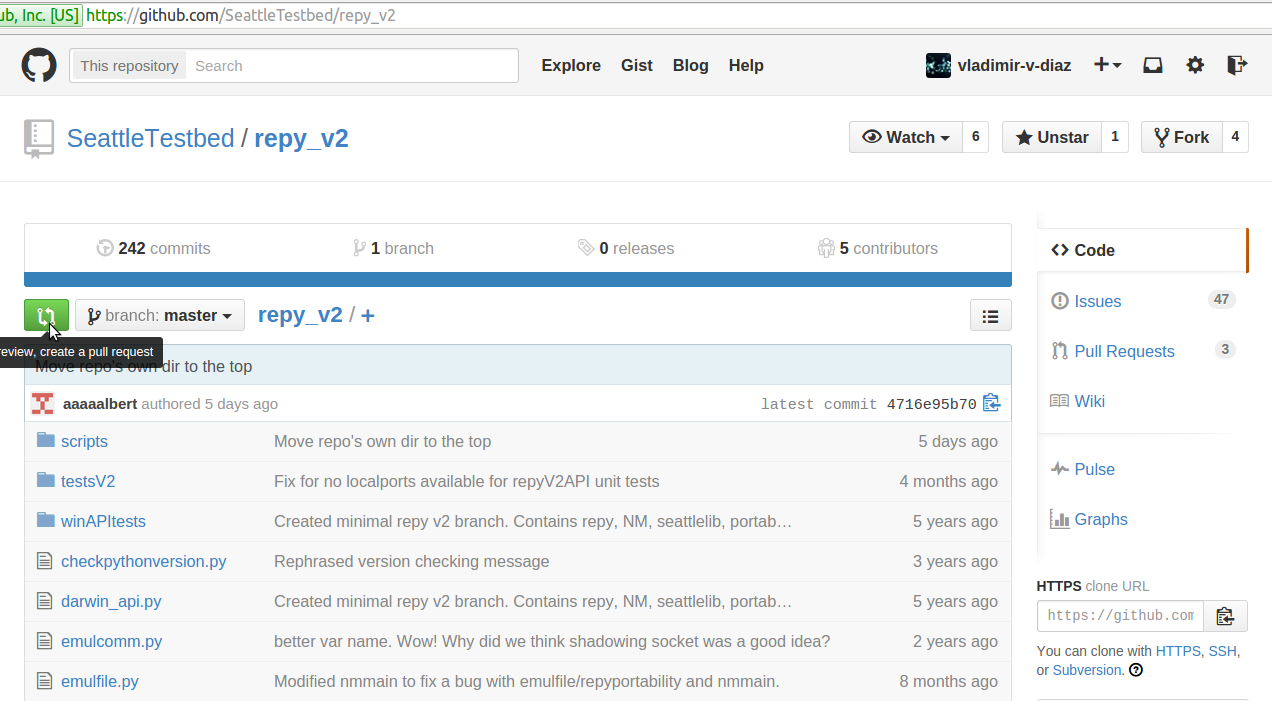 ub, Inc. [US] https://github.com/SeattleTestbed/repy_v2
This repository Search Explore Gist Blog Help vladimir-v-diaz
SeattleTestbed / repy_v2 Watch 6 Unstar 1 Fork 4
242 commits 1 branch 0 releases 5 contributors
branch: master repy_v2 / +
eview, create a pull request
Move repo's own dir to the top
aaaaalbert authored 5 days ago latest commit 4716e95b70
scripts Move repo's own dir to the top 5 days ago
testsV2 Fix for no localports available for repyV2API unit tests 4 months ago
winAPItests Created minimal repy v2 branch. Contains repy, NM, seattlelib, portab… 5 years ago
checkpythonversion.py Rephrased version checking message 3 years ago
darwin_api.py Created minimal repy v2 branch. Contains repy, NM, seattlelib, portab… 5 years ago
emulcomm.py better var name. Wow! Why did we think shadowing socket was a good idea? 2 years ago
emulfile.py Modified nmmain to fix a bug with emulfile/repyportability and nmmain. 8 months ago
Code
Issues 47
Pull Requests 3
Wiki
Pulse
Graphs
HTTPS clone URL
https://github.com
You can clone with HTTPS, SSH,
or Subversion.